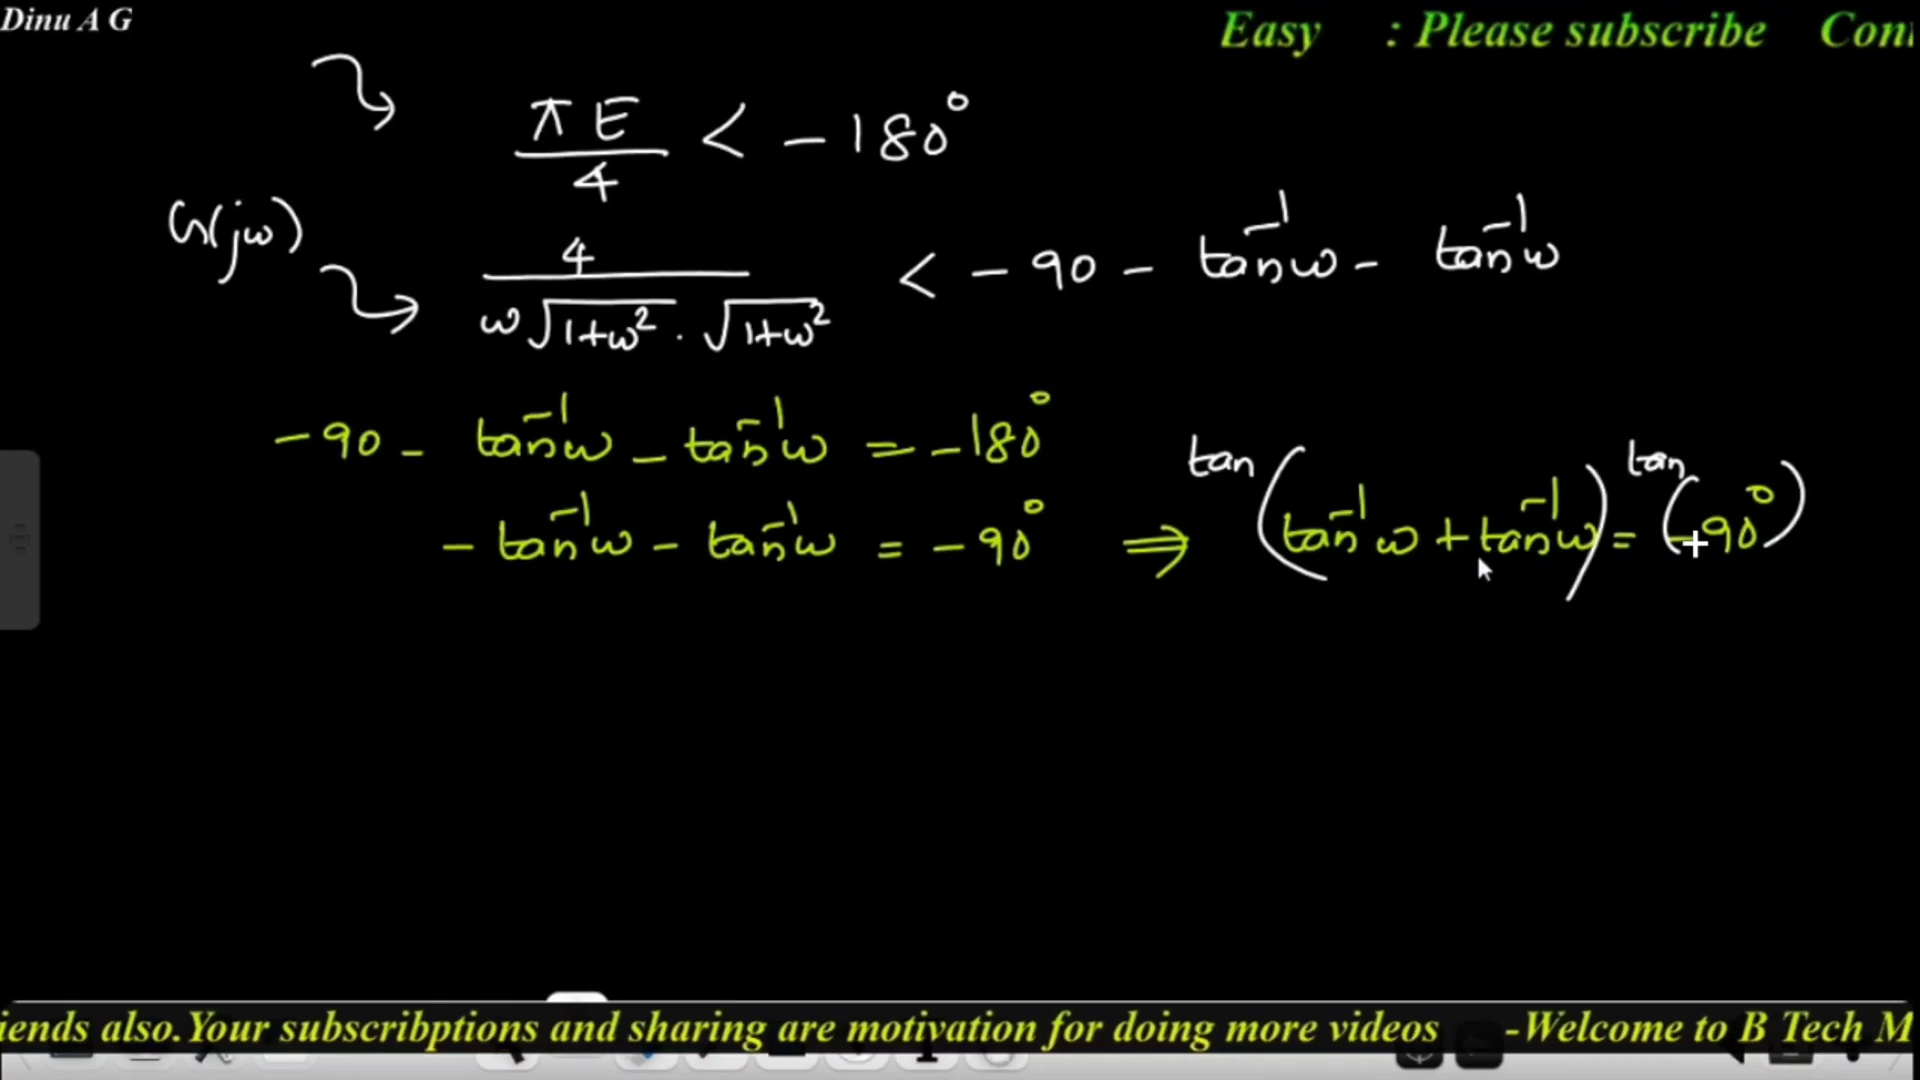 Dinu A G
Easy : Please subscribe
πE/4 < -180°
G(jω)
4/(ω√(1+ω²) · √(1+ω²)) < -90 - tan⁻¹ω - tan⁻¹ω
-90 - tan⁻¹ω - tan⁻¹ω = -180°
-tan⁻¹ω - tan⁻¹ω = -90° ⇒ tan(tan⁻¹ω + tan⁻¹ω) = tan(+90°)
iends also.Your subscribptions and sharing are motivation for doing more videos -Welcome to B Tech M